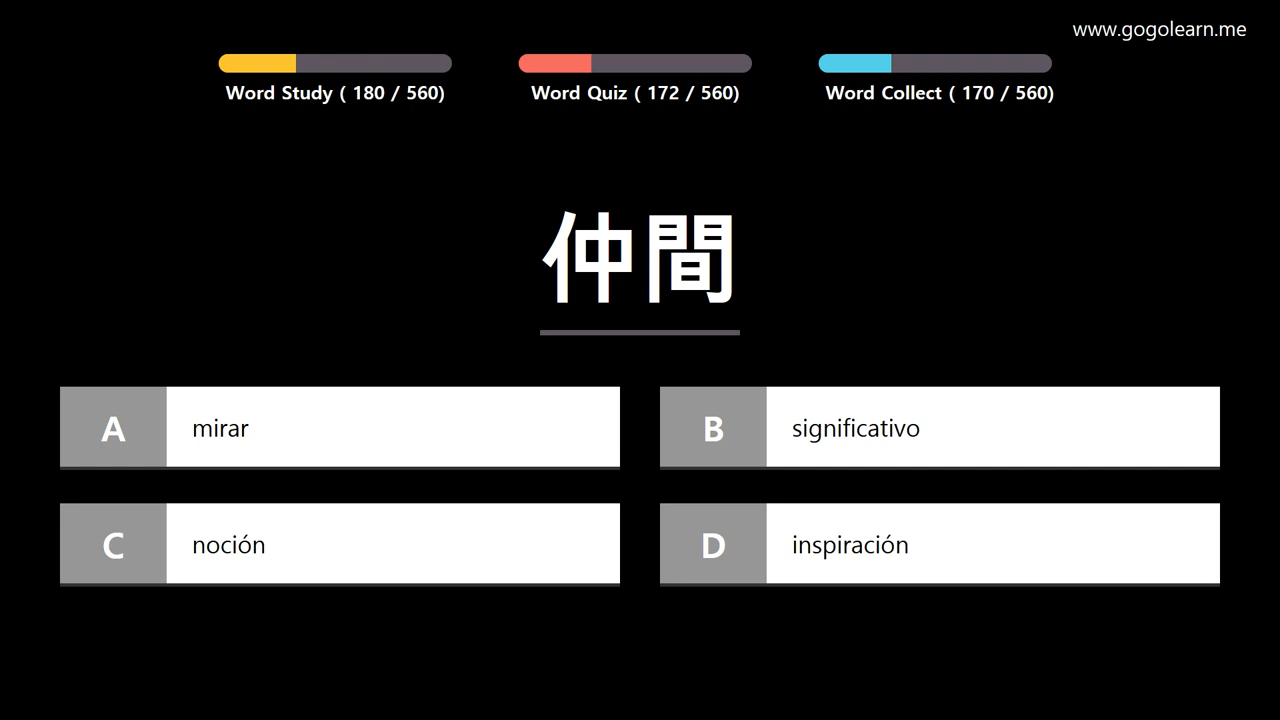 www.gogolearn.me
Word Study ( 180 / 560)
Word Quiz ( 172 / 560)
Word Collect ( 170 / 560)
仲間
A mirar
B significativo
C noción
D inspiración